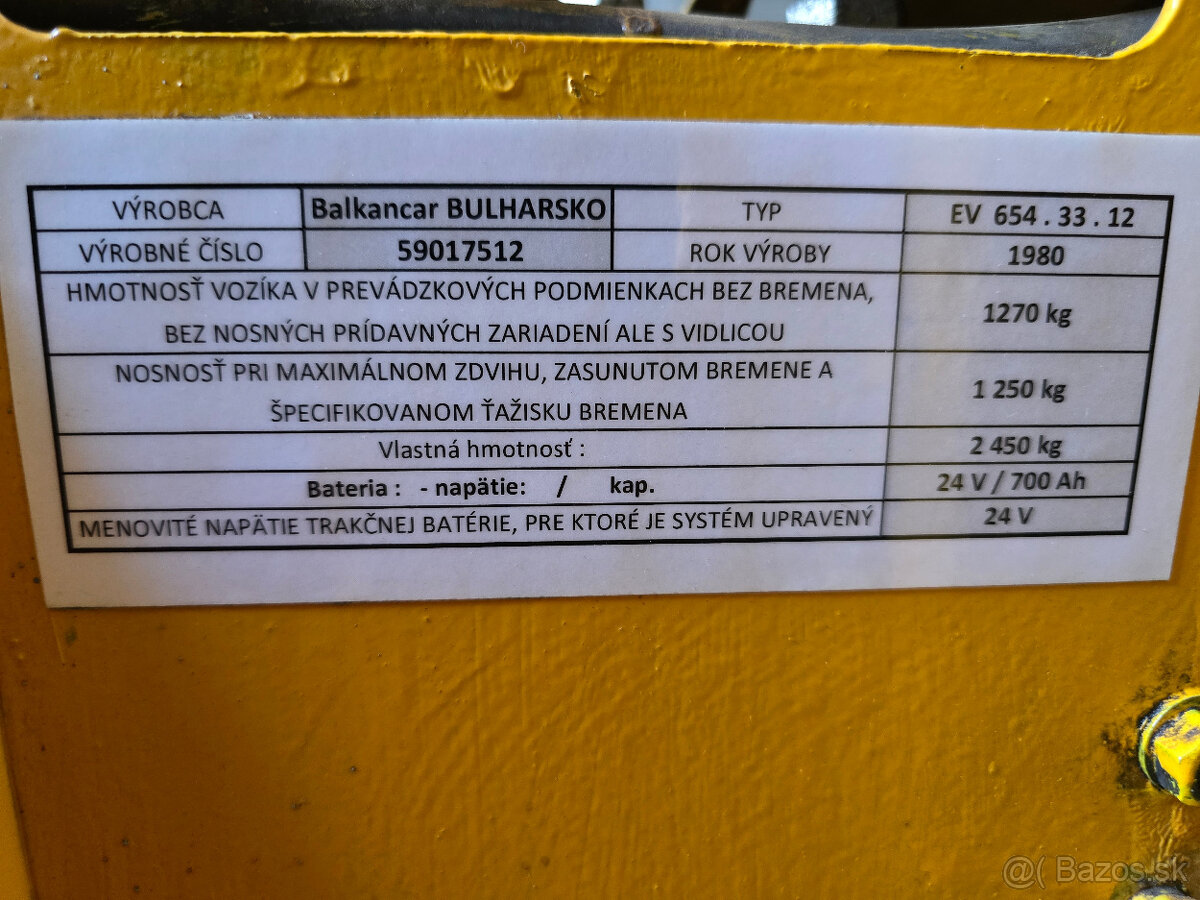 VÝROBCA Balkancar BULHARSKO TYP EV 654 . 33 . 12
VÝROBNÉ ČÍSLO 59017512 ROK VÝROBY 1980
HMOTNOSŤ VOZÍKA V PREVÁDZKOVÝCH PODMIENKACH BEZ BREMENA,
BEZ NOSNÝCH PRÍDAVNÝCH ZARIADENÍ ALE S VIDLICOU
1270 kg
NOSNOSŤ PRI MAXIMÁLNOM ZDVIHU, ZASUNUTOM BREMENE A
ŠPECIFIKOVANOM ŤAŽISKU BREMENA
1 250 kg
Vlastná hmotnosť : 2 450 kg
Bateria : - napätie: / kap. 24 V / 700 Ah
MENOVITÉ NAPÄTIE TRAKČNEJ BATÉRIE, PRE KTORÉ JE SYSTÉM UPRAVENÝ 24 V
@( Bazos.sk